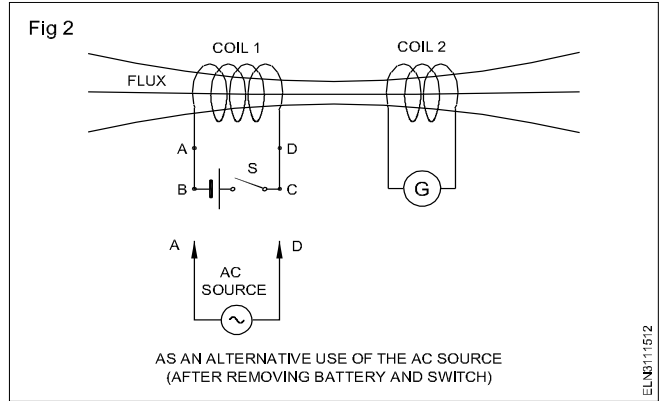 Fig 2
COIL 1
COIL 2
FLUX
A
D
S
B
C
G
A
D
AC
SOURCE
AS AN ALTERNATIVE USE OF THE AC SOURCE
(AFTER REMOVING BATTERY AND SWITCH)
ELN3111512